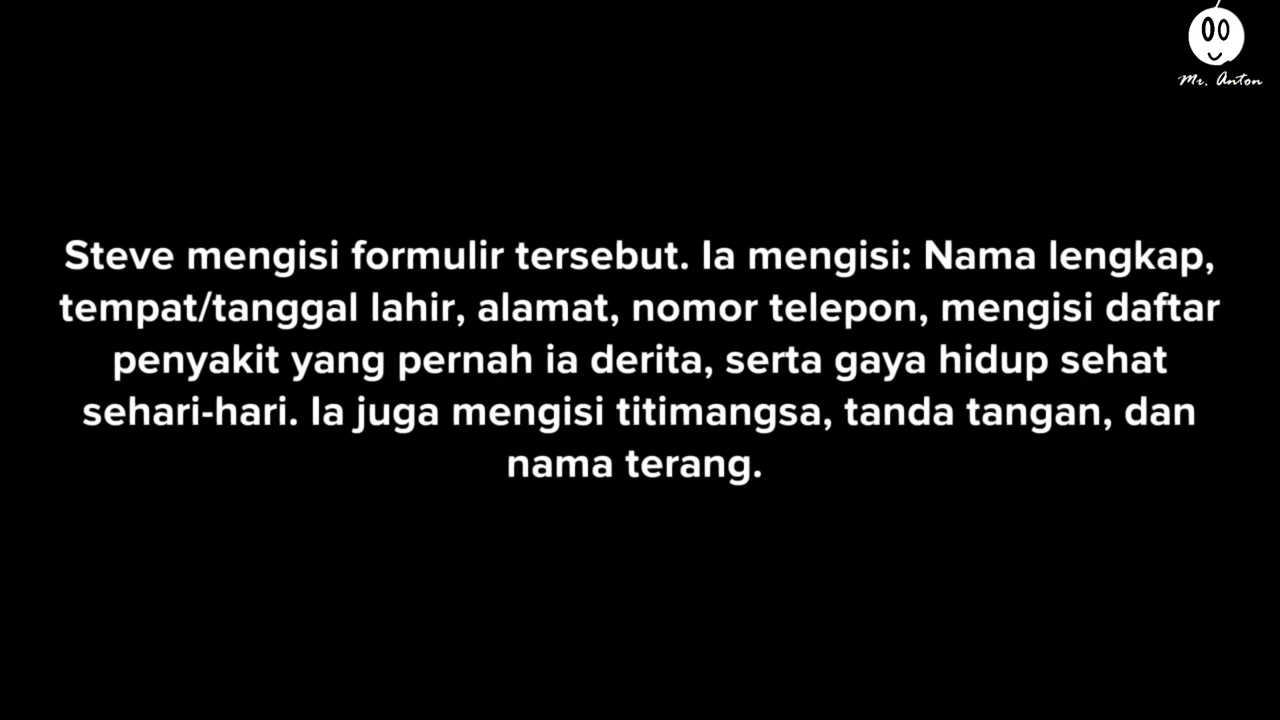 Mr. Anton
Steve mengisi formulir tersebut. Ia mengisi: Nama lengkap,
tempat/tanggal lahir, alamat, nomor telepon, mengisi daftar
penyakit yang pernah ia derita, serta gaya hidup sehat
sehari-hari. Ia juga mengisi titimangsa, tanda tangan, dan
nama terang.